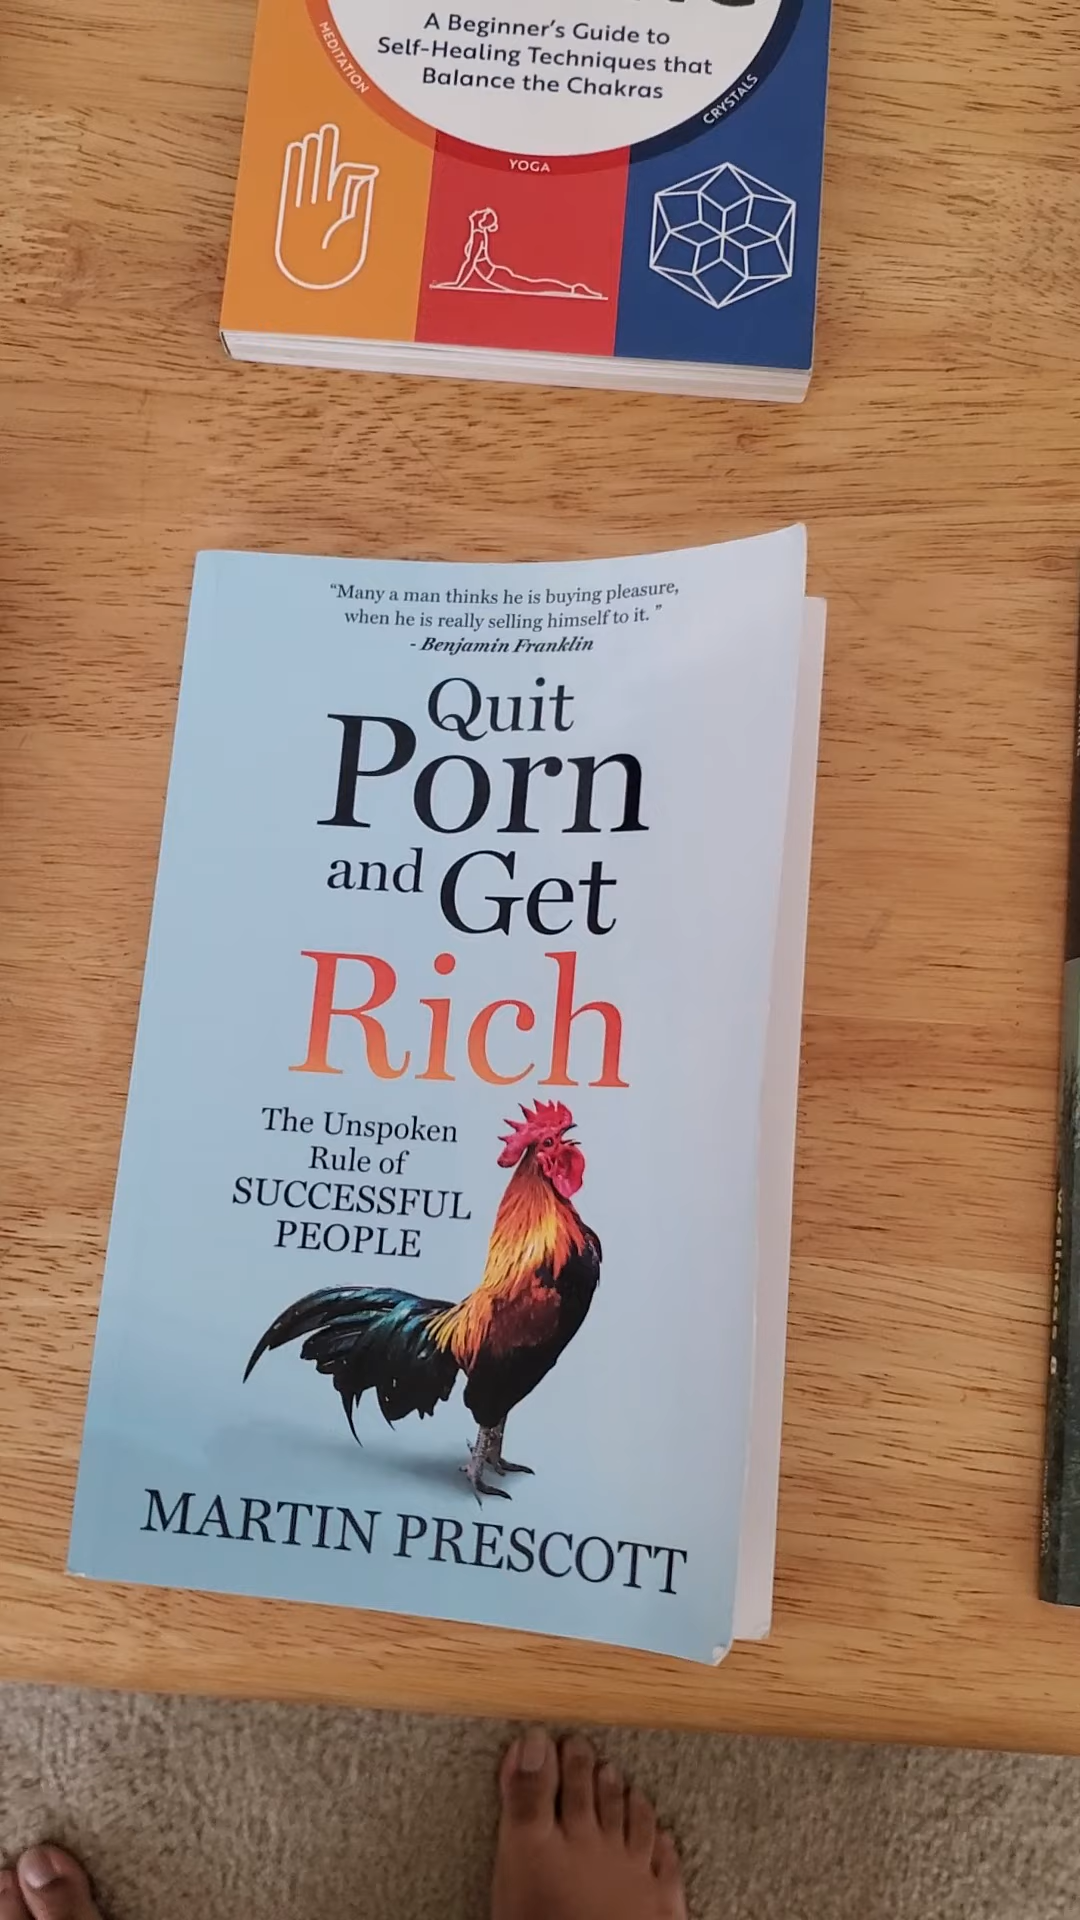 A Beginner's Guide to
Self-Healing Techniques that
Balance the Chakras
MEDITATION
YOGA
CRYSTALS
"Many a man thinks he is buying pleasure,
when he is really selling himself to it. "
- Benjamin Franklin
Quit
Porn
and Get
Rich
The Unspoken
Rule of
SUCCESSFUL
PEOPLE
MARTIN PRESCOTT